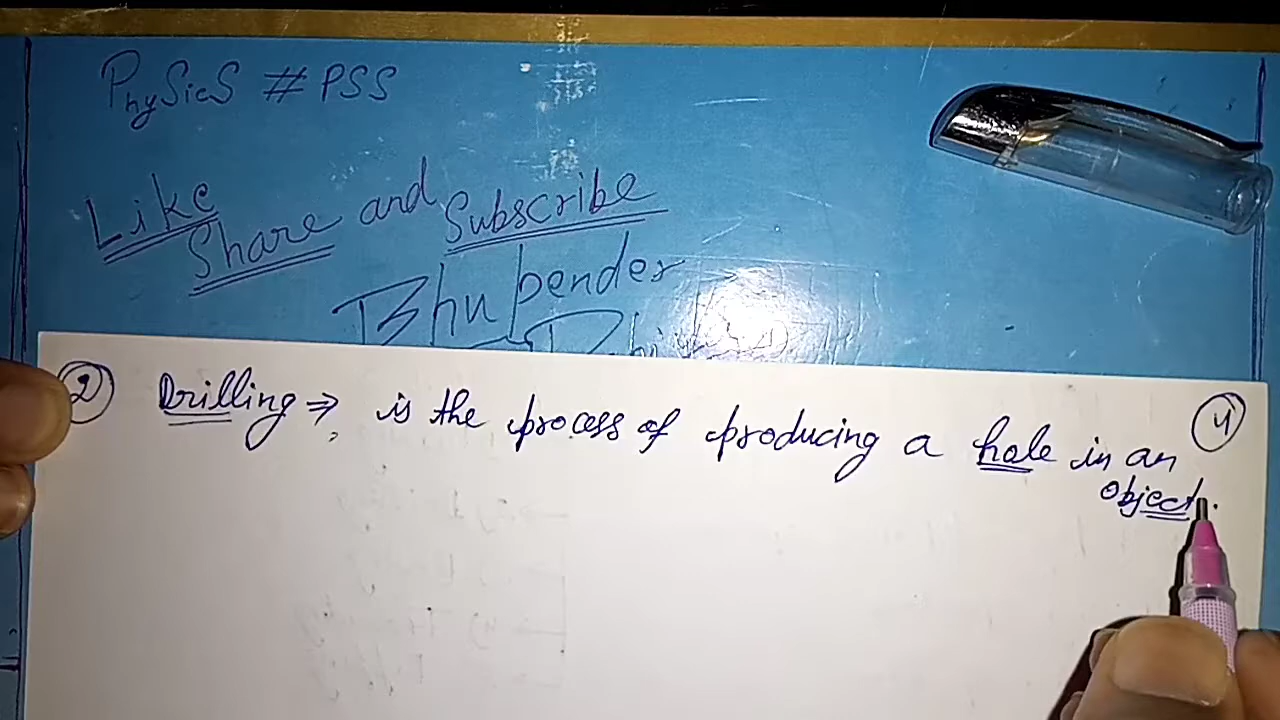 PhySicS # PSS
Like Share and Subscribe
Bhupender
2 Drilling ⇒ is the process of producing a hole in an 4
object.